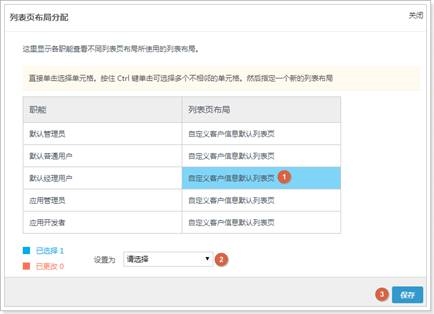 列表页布局分配
关闭
这里显示各职能查看不同列表页布局所使用的列表布局。
直接单击选择单元格。按住 Ctrl 键单击可选择多个不相邻的单元格。然后指定一个新的列表布局
职能 列表页布局
默认管理员 自定义客户信息默认列表页
默认普通用户 自定义客户信息默认列表页
默认经理用户 自定义客户信息默认列表页 1
应用管理员 自定义客户信息默认列表页
应用开发者 自定义客户信息默认列表页
已选择 1
已更改 0
设置为 请选择 2
3 保存